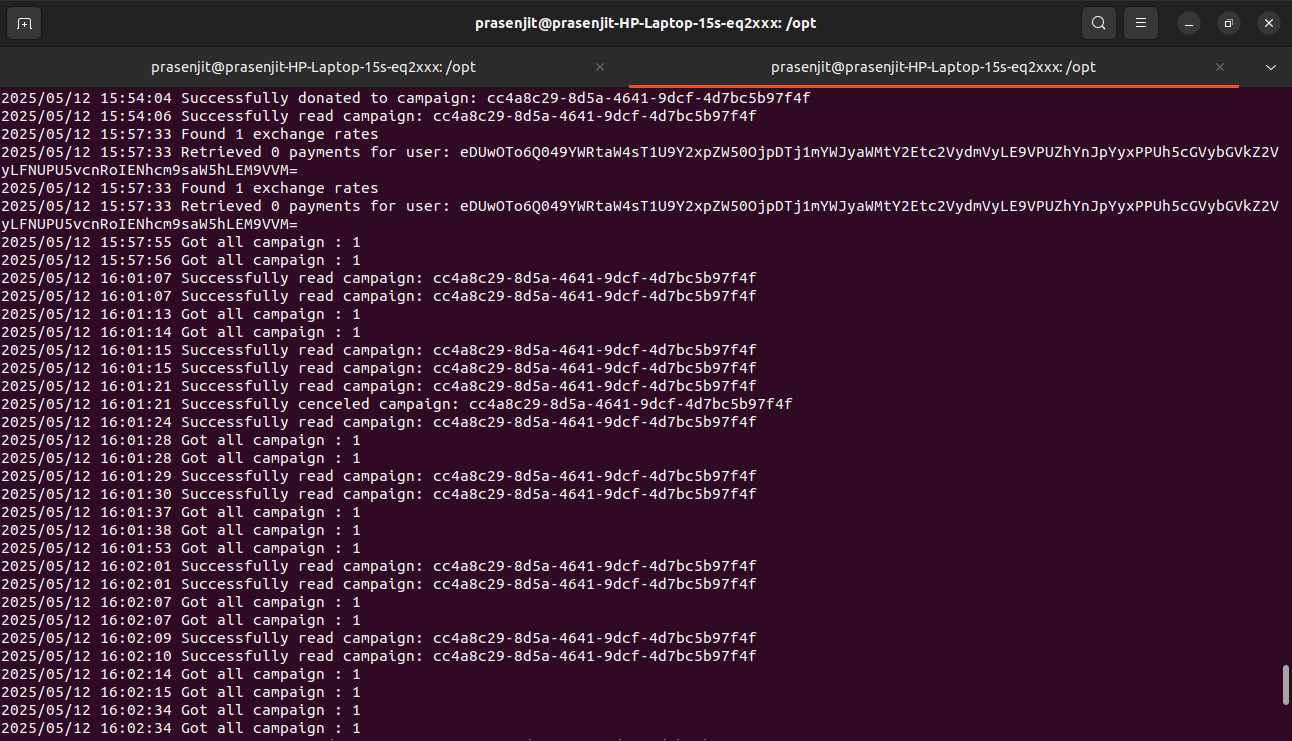 prasenjit@prasenjit-HP-Laptop-15s-eq2xxx: /opt
prasenjit@prasenjit-HP-Laptop-15s-eq2xxx: /opt
prasenjit@prasenjit-HP-Laptop-15s-eq2xxx: /opt
2025/05/12 15:54:04 Successfully donated to campaign: cc4a8c29-8d5a-4641-9dcf-4d7bc5b97f4f
2025/05/12 15:54:06 Successfully read campaign: cc4a8c29-8d5a-4641-9dcf-4d7bc5b97f4f
2025/05/12 15:57:33 Found 1 exchange rates
2025/05/12 15:57:33 Retrieved 0 payments for user: eDUwOTo6Q049YWRtaW4sT1U9Y2xpZW50OjpDTj1mYWJyaWMtY2Etc2VydmVyLE9VPUZhYnJpYyxPPUh5cGVybGVkZ2V
yLFNUPU5vcnRoIENhcm9saW5hLEM9VVM=
2025/05/12 15:57:33 Found 1 exchange rates
2025/05/12 15:57:33 Retrieved 0 payments for user: eDUwOTo6Q049YWRtaW4sT1U9Y2xpZW50OjpDTj1mYWJyaWMtY2Etc2VydmVyLE9VPUZhYnJpYyxPPUh5cGVybGVkZ2V
yLFNUPU5vcnRoIENhcm9saW5hLEM9VVM=
2025/05/12 15:57:55 Got all campaign : 1
2025/05/12 15:57:56 Got all campaign : 1
2025/05/12 16:01:07 Successfully read campaign: cc4a8c29-8d5a-4641-9dcf-4d7bc5b97f4f
2025/05/12 16:01:07 Successfully read campaign: cc4a8c29-8d5a-4641-9dcf-4d7bc5b97f4f
2025/05/12 16:01:13 Got all campaign : 1
2025/05/12 16:01:14 Got all campaign : 1
2025/05/12 16:01:15 Successfully read campaign: cc4a8c29-8d5a-4641-9dcf-4d7bc5b97f4f
2025/05/12 16:01:15 Successfully read campaign: cc4a8c29-8d5a-4641-9dcf-4d7bc5b97f4f
2025/05/12 16:01:21 Successfully read campaign: cc4a8c29-8d5a-4641-9dcf-4d7bc5b97f4f
2025/05/12 16:01:21 Successfully cenceled campaign: cc4a8c29-8d5a-4641-9dcf-4d7bc5b97f4f
2025/05/12 16:01:24 Successfully read campaign: cc4a8c29-8d5a-4641-9dcf-4d7bc5b97f4f
2025/05/12 16:01:28 Got all campaign : 1
2025/05/12 16:01:28 Got all campaign : 1
2025/05/12 16:01:29 Successfully read campaign: cc4a8c29-8d5a-4641-9dcf-4d7bc5b97f4f
2025/05/12 16:01:30 Successfully read campaign: cc4a8c29-8d5a-4641-9dcf-4d7bc5b97f4f
2025/05/12 16:01:37 Got all campaign : 1
2025/05/12 16:01:38 Got all campaign : 1
2025/05/12 16:01:53 Got all campaign : 1
2025/05/12 16:02:01 Successfully read campaign: cc4a8c29-8d5a-4641-9dcf-4d7bc5b97f4f
2025/05/12 16:02:01 Successfully read campaign: cc4a8c29-8d5a-4641-9dcf-4d7bc5b97f4f
2025/05/12 16:02:07 Got all campaign : 1
2025/05/12 16:02:07 Got all campaign : 1
2025/05/12 16:02:09 Successfully read campaign: cc4a8c29-8d5a-4641-9dcf-4d7bc5b97f4f
2025/05/12 16:02:10 Successfully read campaign: cc4a8c29-8d5a-4641-9dcf-4d7bc5b97f4f
2025/05/12 16:02:14 Got all campaign : 1
2025/05/12 16:02:15 Got all campaign : 1
2025/05/12 16:02:34 Got all campaign : 1
2025/05/12 16:02:34 Got all campaign : 1